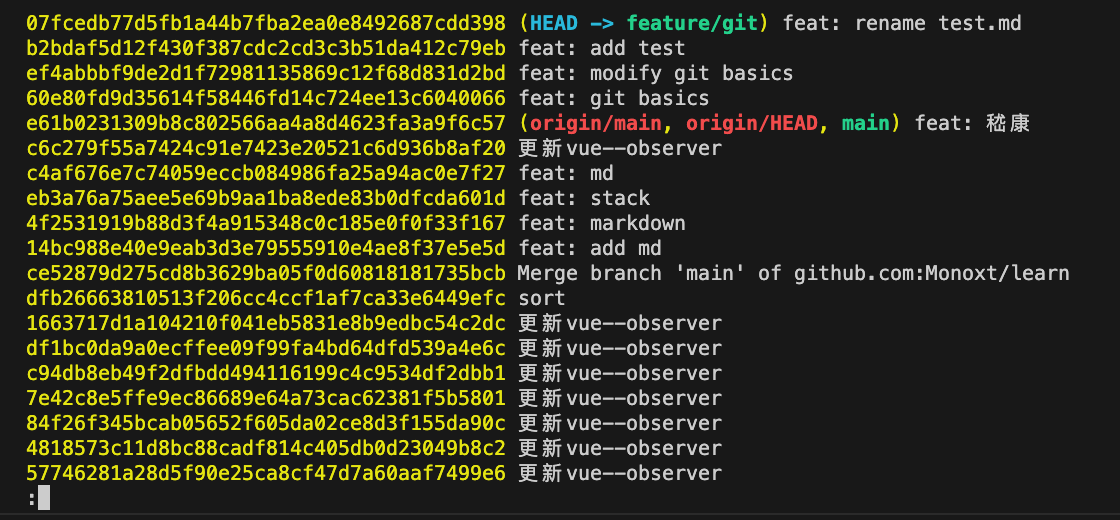 07fcedb77d5fb1a44b7fba2ea0e8492687cdd398 (HEAD -> feature/git) feat: rename test.md
b2bdaf5d12f430f387cdc2cd3c3b51da412c79eb feat: add test
ef4abbbf9de2d1f72981135869c12f68d831d2bd feat: modify git basics
60e80fd9d35614f58446fd14c724ee13c6040066 feat: git basics
e61b0231309b8c802566aa4a8d4623fa3a9f6c57 (origin/main, origin/HEAD, main) feat: 嵇康
c6c279f55a7424c91e7423e20521c6d936b8af20 更新vue--observer
c4af676e7c74059eccb084986fa25a94ac0e7f27 feat: md
eb3a76a75aee5e69b9aa1ba8ede83b0dfcda601d feat: stack
4f2531919b88d3f4a915348c0c185e0f0f33f167 feat: markdown
14bc988e40e9eab3d3e79555910e4ae8f37e5e5d feat: add md
ce52879d275cd8b3629ba05f0d60818181735bcb Merge branch 'main' of github.com:Monoxt/learn
dfb26663810513f206cc4ccf1af7ca33e6449efc sort
1663717d1a104210f041eb5831e8b9edbc54c2dc 更新vue--observer
df1bc0da9a0ecffee09f99fa4bd64dfd539a4e6c 更新vue--observer
c94db8eb49f2dfbdd494116199c4c9534df2dbb1 更新vue--observer
7e42c8e5ffe9ec86689e64a73cac62381f5b5801 更新vue--observer
84f26f345bcab05652f605da02ce8d3f155da90c 更新vue--observer
4818573c11d8bc88cadf814c405db0d23049b8c2 更新vue--observer
57746281a28d5f90e25ca8cf47d7a60aaf7499e6 更新vue--observer
: